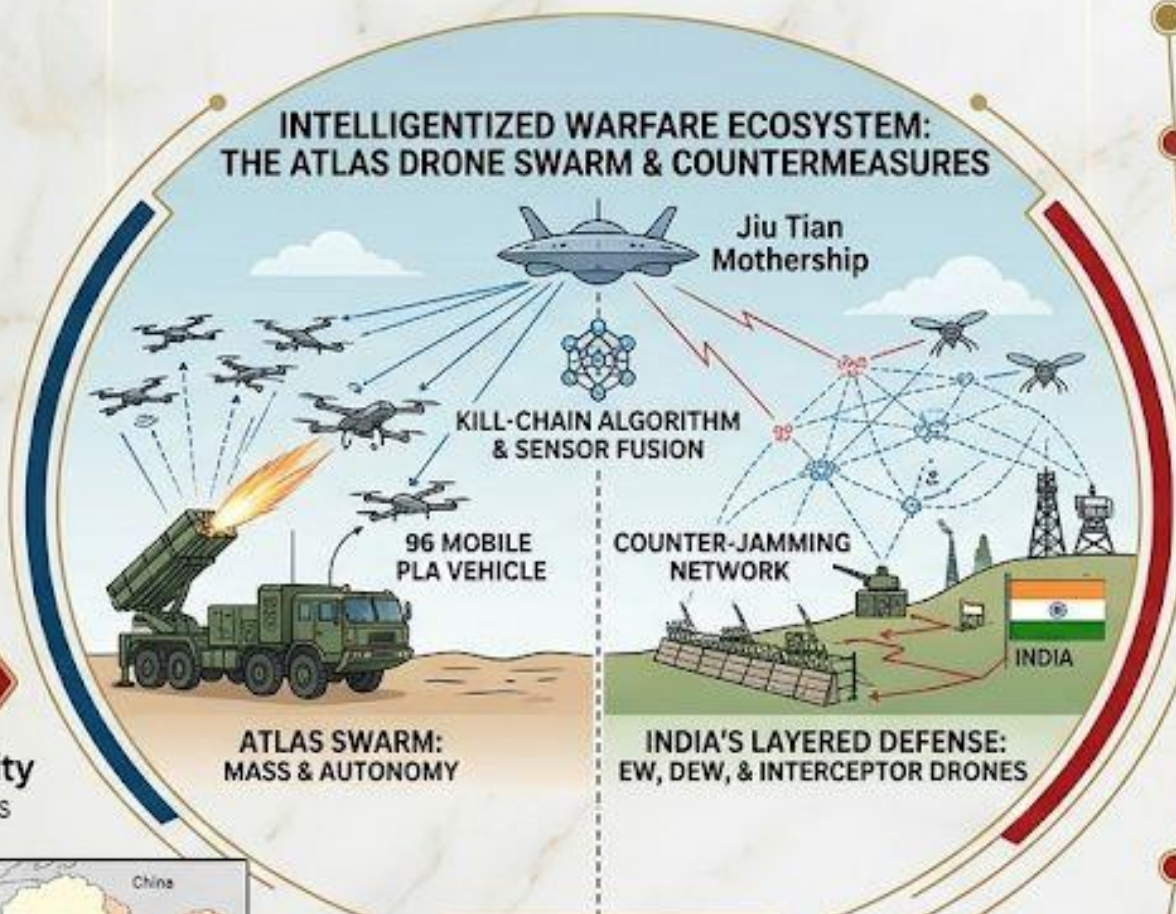 INTELLIGENTIZED WARFARE ECOSYSTEM:
THE ATLAS DRONE SWARM & COUNTERMEASURES
Jiu Tian
Mothership
KILL-CHAIN ALGORITHM
& SENSOR FUSION
96 MOBILE
PLA VEHICLE
COUNTER-JAMMING
NETWORK
INDIA
ATLAS SWARM:
MASS & AUTONOMY
INDIA'S LAYERED DEFENSE:
EW, DEW, & INTERCEPTOR DRONES
ty
s
China